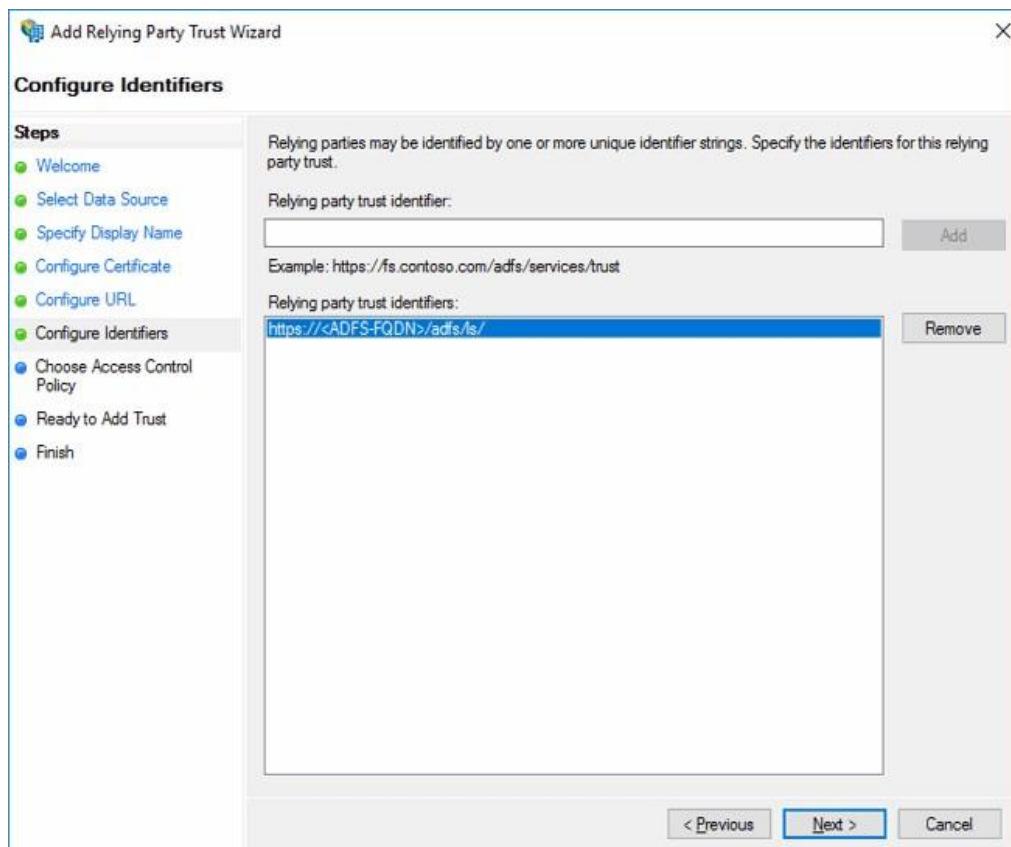 Add Relying Party Trust Wizard
Configure Identifiers
Steps
Welcome
Select Data Source
Specify Display Name
Configure Certificate
Configure URL
Configure Identifiers
Choose Access Control
Policy
Ready to Add Trust
Finish
Relying parties may be identified by one or more unique identifier strings. Specify the identifiers for this relying
party trust.
Relying party trust identifier:
Add
Example: https://fs.contoso.com/adfs/services/trust
Relying party trust identifiers:
https://<ADFS-FQDN>/adfs/ls/
Remove
< Previous
Next >
Cancel